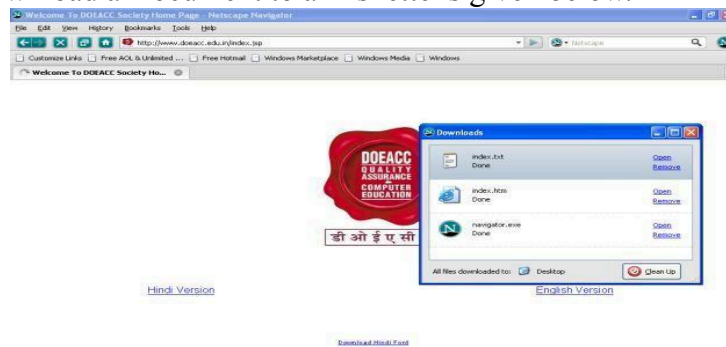 Welcome To DOEACC Society Home Page - Netscape Navigator
File Edit View History Bookmarks Tools Help
http://www.doeacc.edu.in/index.jsp Netscape
Customize Links Free AOL & Unlimited ... Free Hotmail Windows Marketplace Windows Media Windows
Welcome To DOEACC Society Ho...
DOEACC
QUALITY
ASSURANCE
IN
COMPUTER
EDUCATION
डी ओ ई ए सी
Downloads
index.txt Open
Done Remove
index.htm Open
Done Remove
navigator.exe Open
Done Remove
All files downloaded to: Desktop Clean Up
Hindi Version English Version
Download Hindi Font